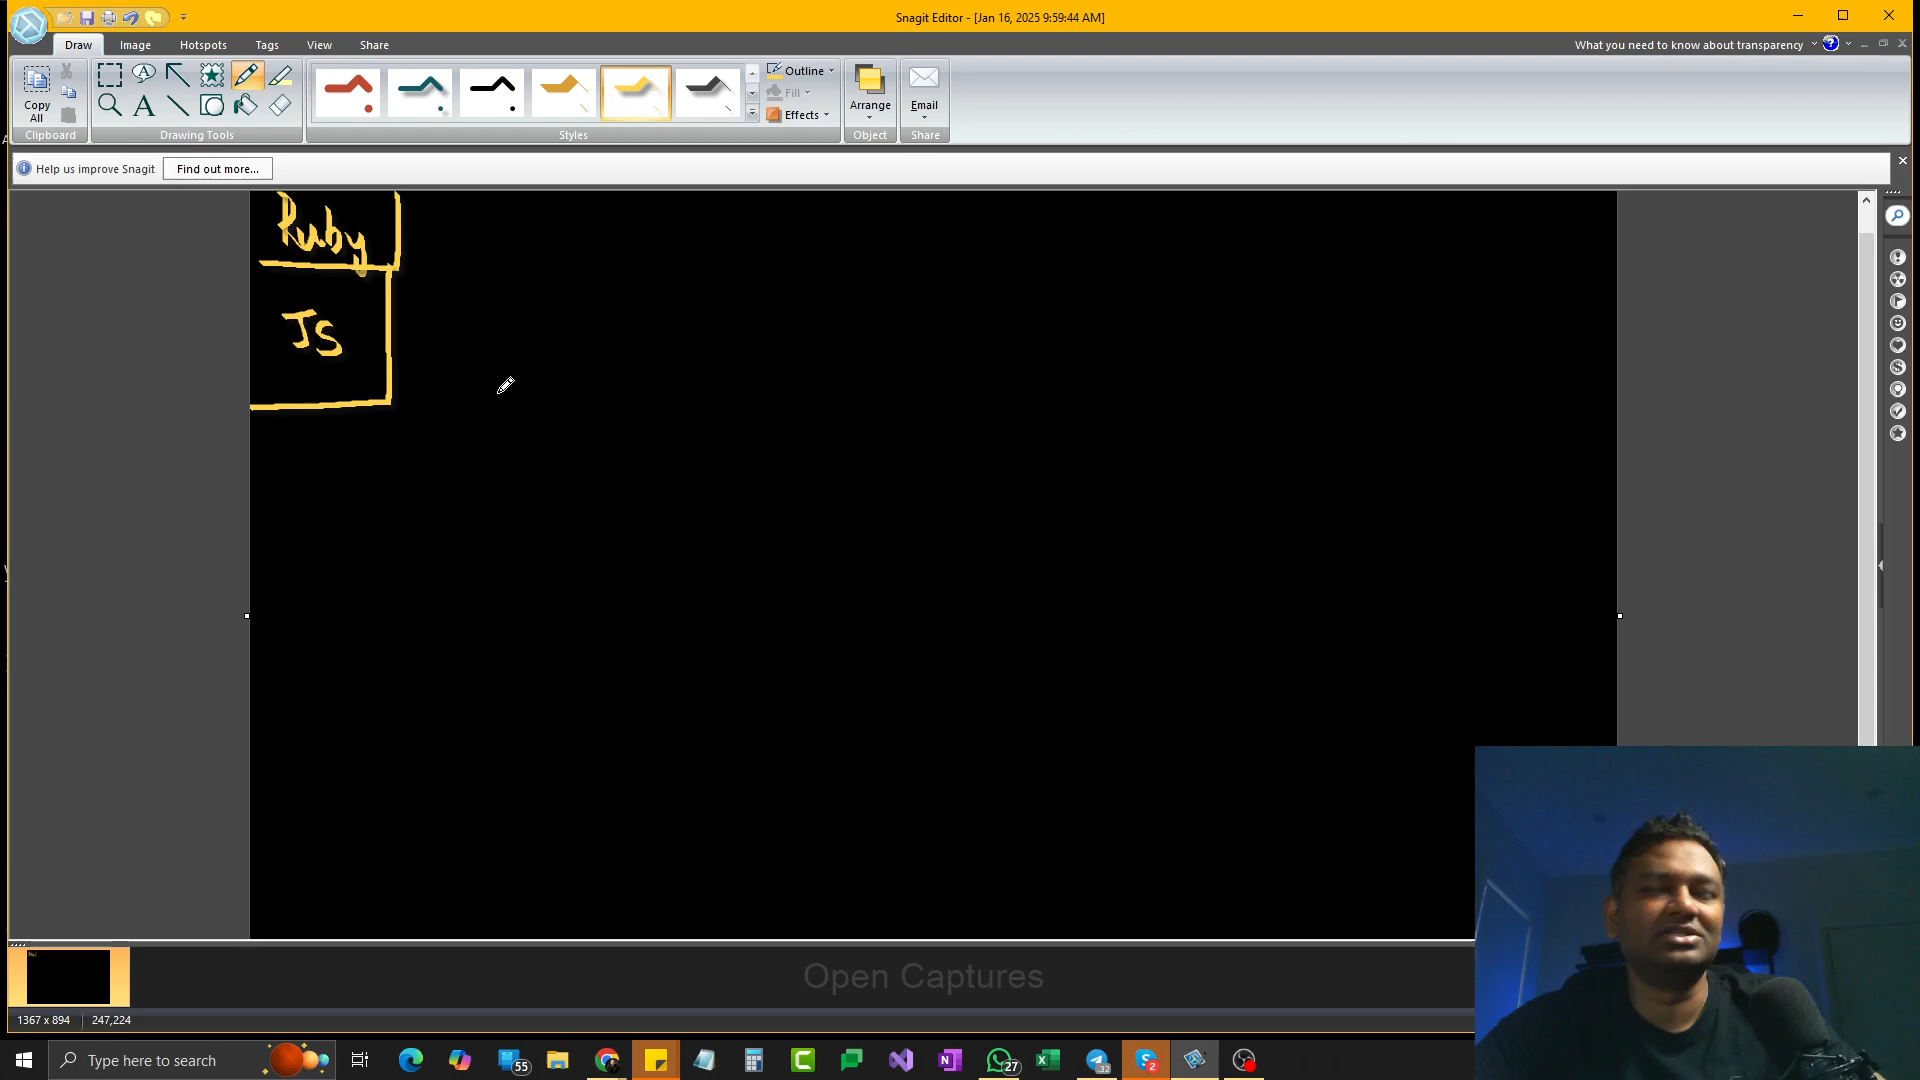 Snagit Editor - [Jan 16, 2025 9:59:44 AM]
Draw Image Hotspots Tags View Share What you need to know about transparency
Copy All
Clipboard
Drawing Tools
Styles
Outline
Fill
Effects
Arrange
Object
Email
Share
Help us improve Snagit Find out more...
Ruby
JS
Open Captures
1367 x 894 247,224
Type here to search
55
27
32
2